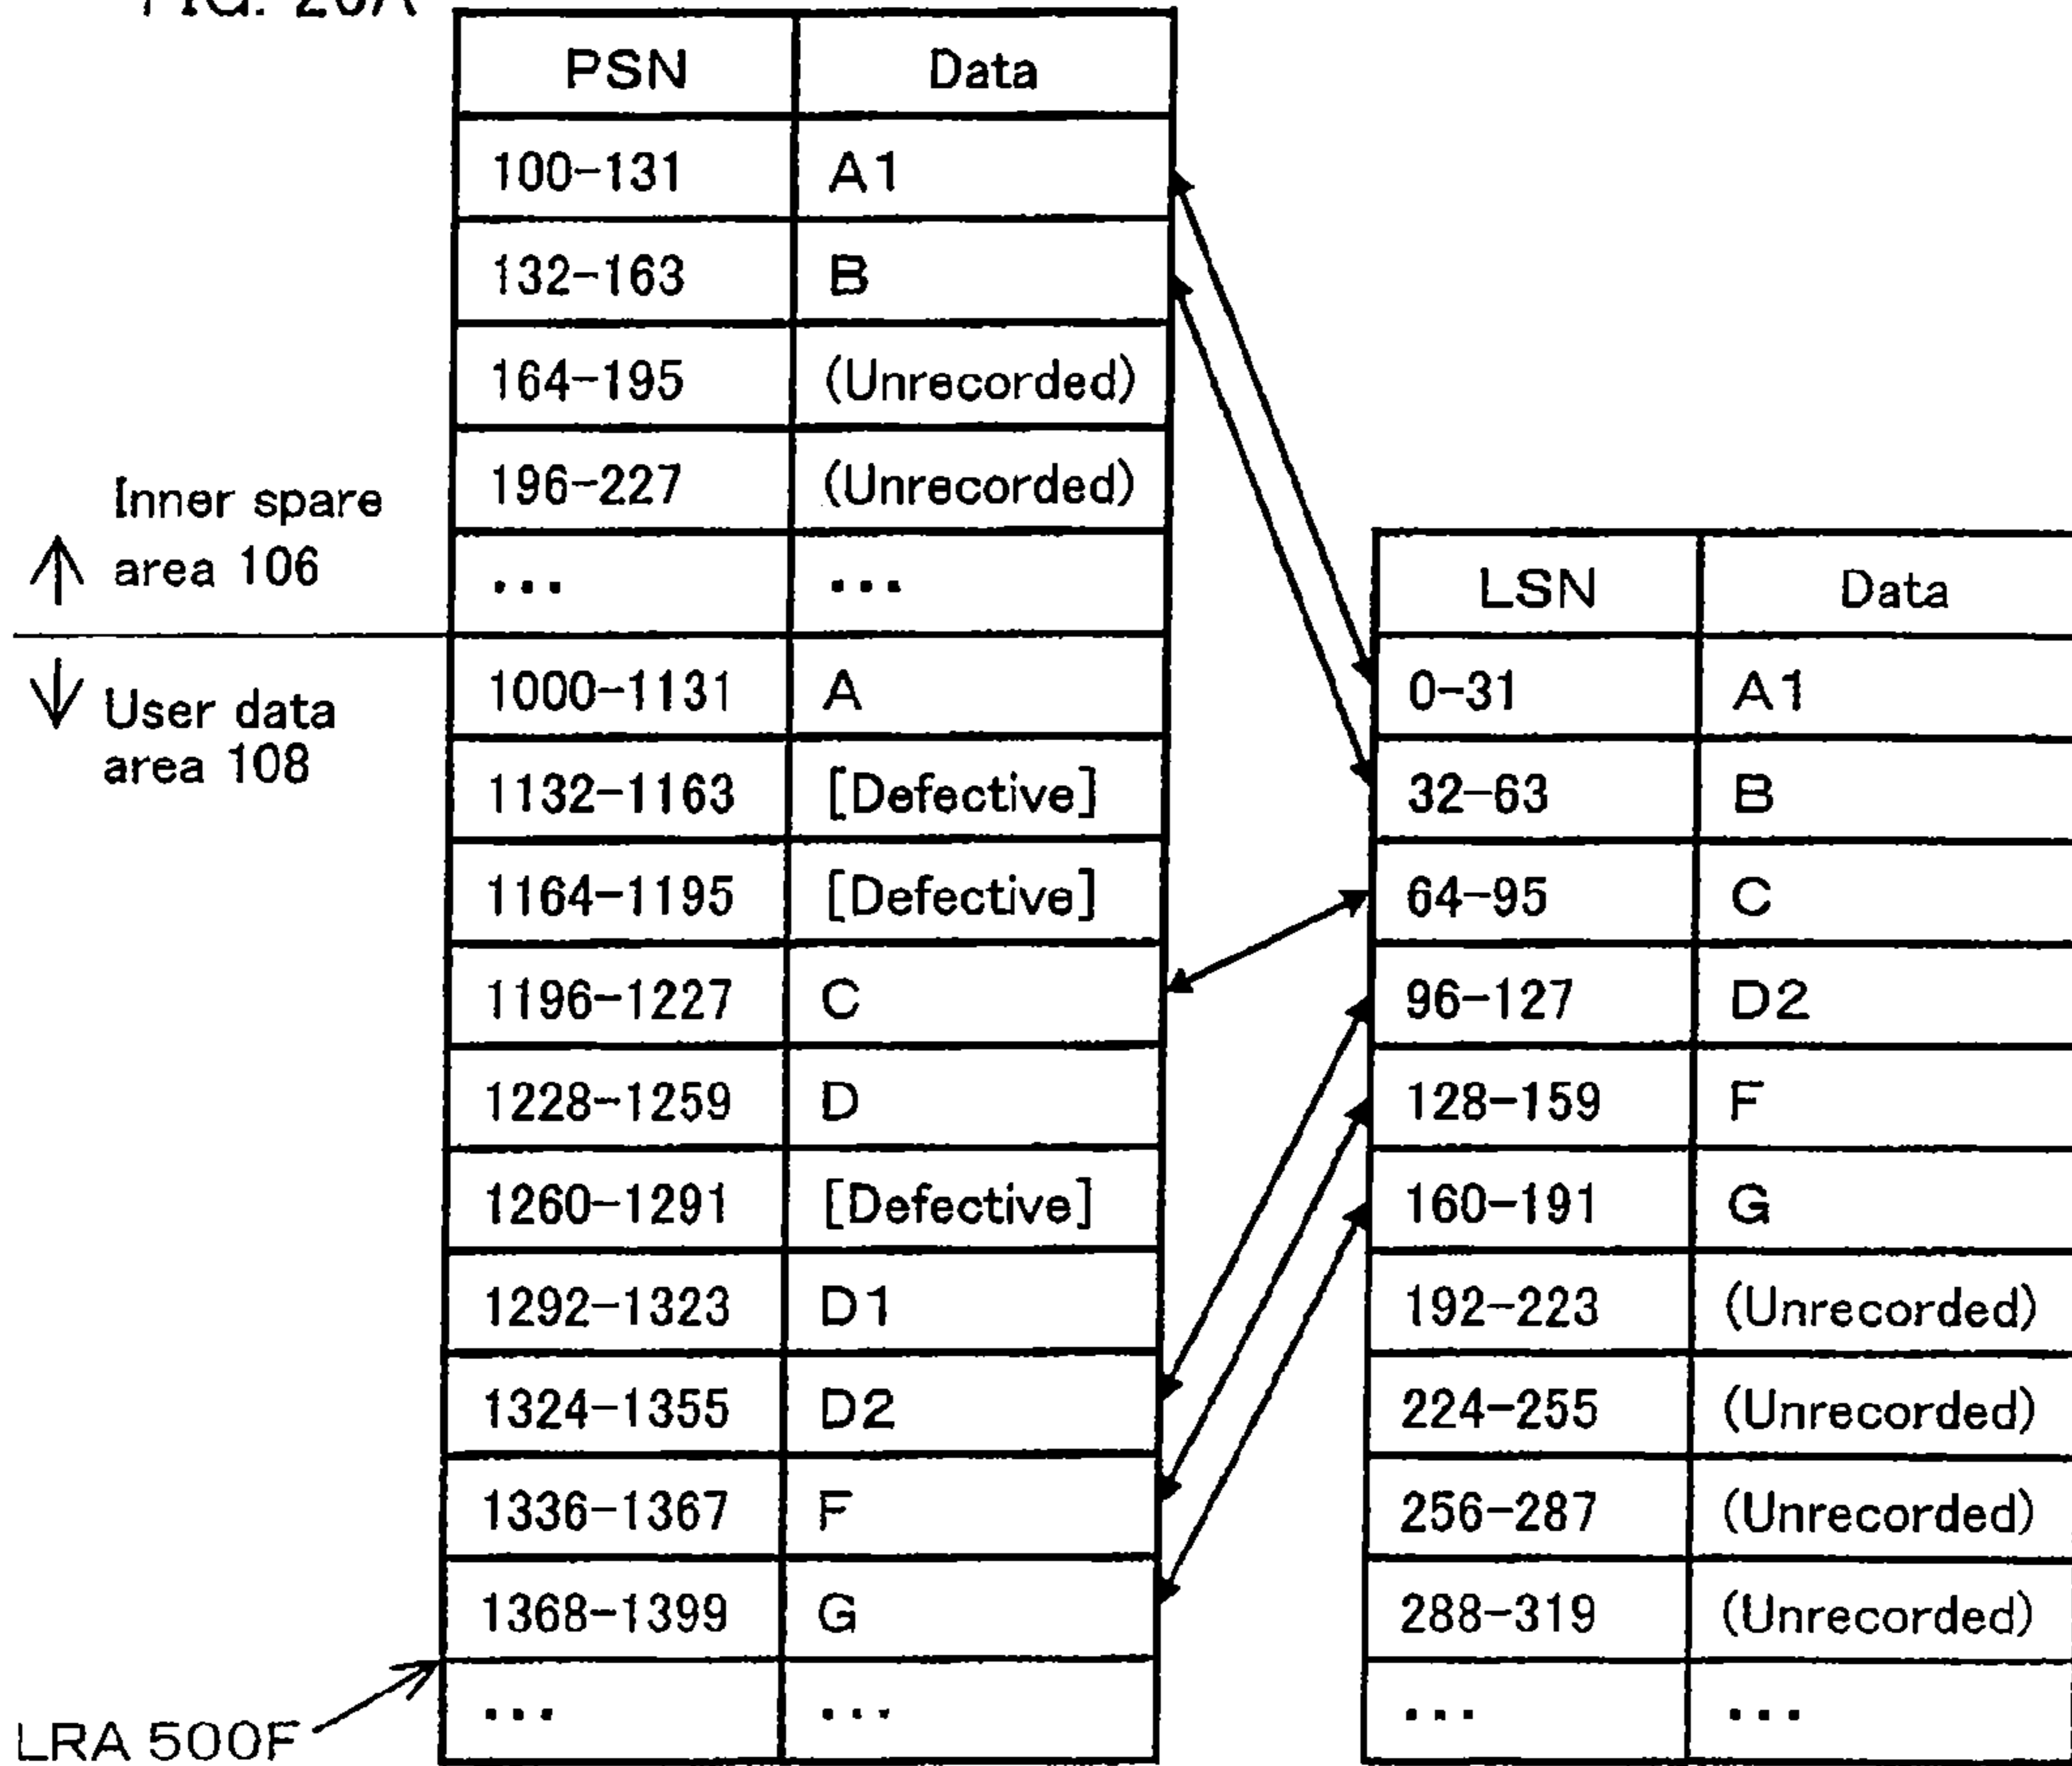 FIG. 20A
PSN Data
100-131 A1
132-163 B
164-195 (Unrecorded)
196-227 (Unrecorded)
... ...
1000-1131 A
1132-1163 [Defective]
1164-1195 [Defective]
1196-1227 C
1228-1259 D
1260-1291 [Defective]
1292-1323 D1
1324-1355 D2
1336-1367 F
1368-1399 G
... ...
Inner spare
area 106
User data
area 108
LRA 500F
LSN Data
0-31 A1
32-63 B
64-95 C
96-127 D2
128-159 F
160-191 G
192-223 (Unrecorded)
224-255 (Unrecorded)
256-287 (Unrecorded)
288-319 (Unrecorded)
... ...